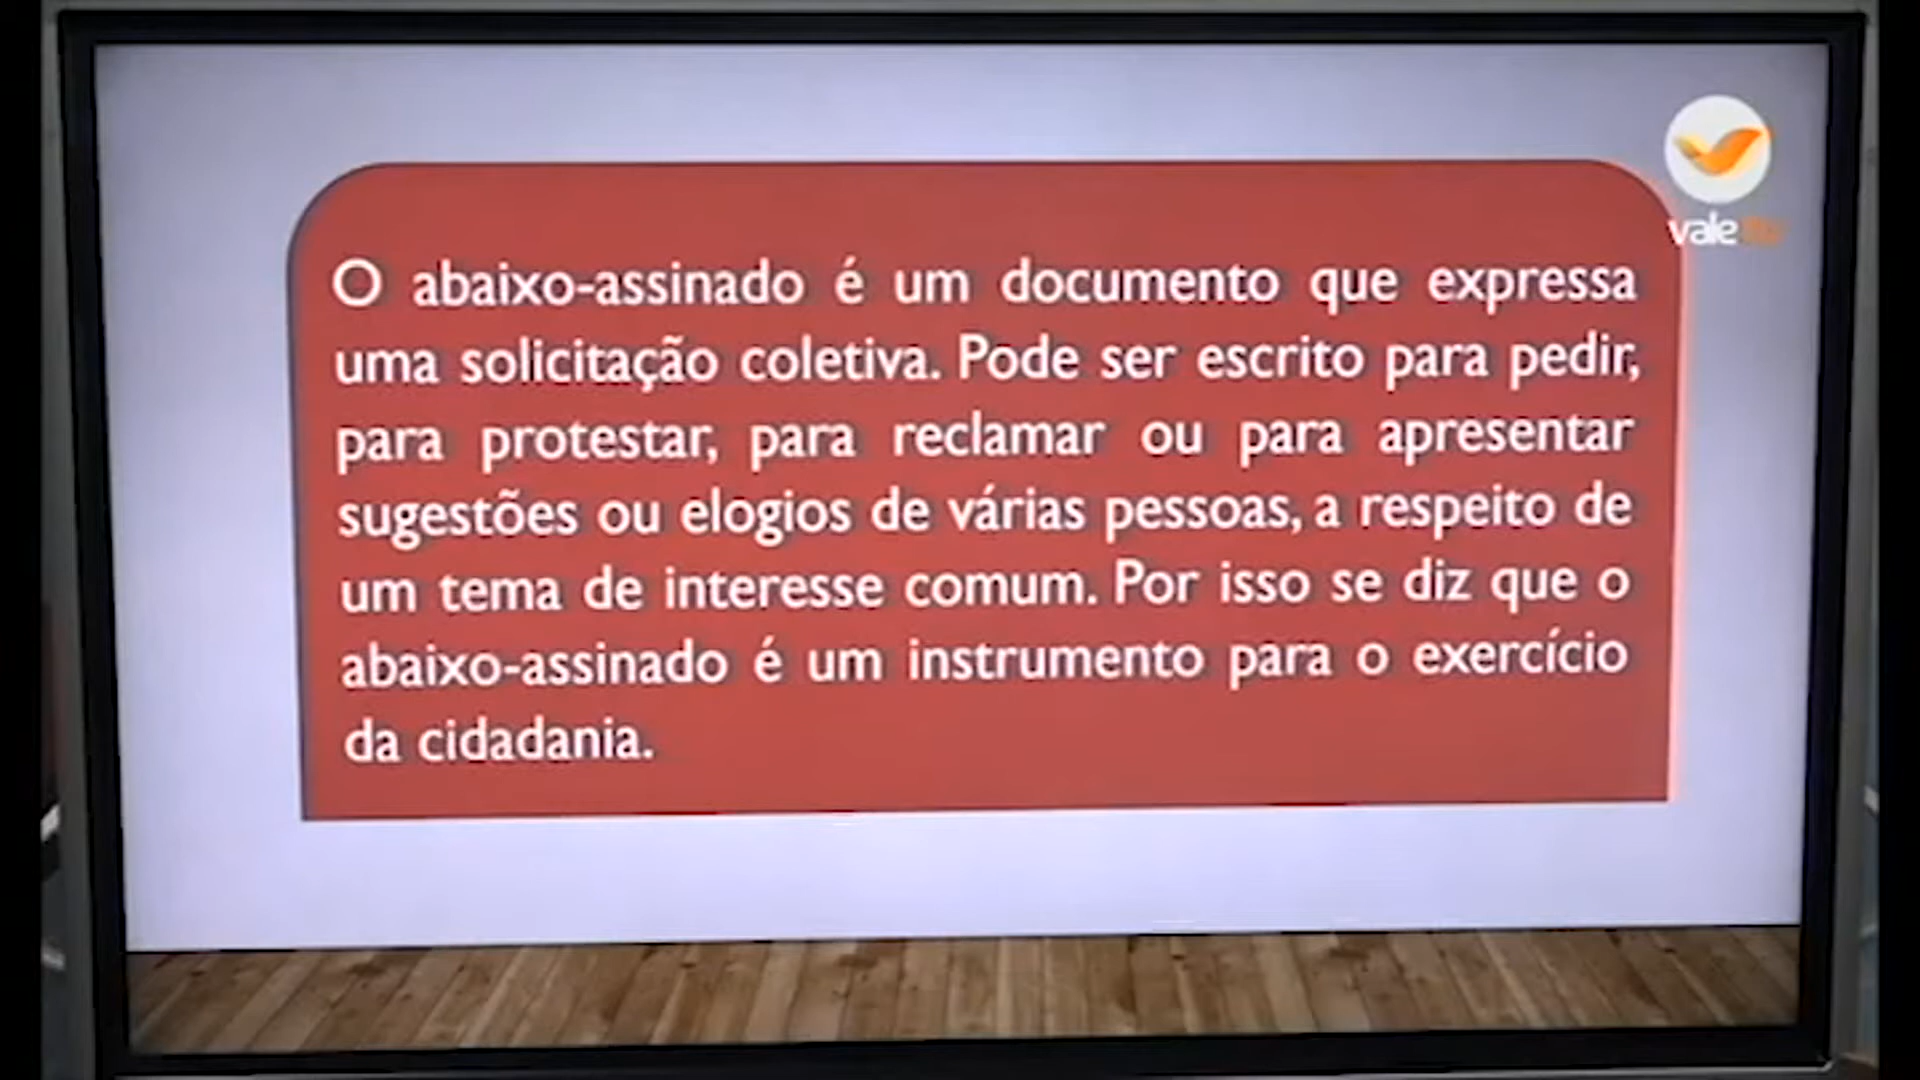 vale
O abaixo-assinado é um documento que expressa
uma solicitação coletiva. Pode ser escrito para pedir,
para protestar, para reclamar ou para apresentar
sugestões ou elogios de várias pessoas, a respeito de
um tema de interesse comum. Por isso se diz que o
abaixo-assinado é um instrumento para o exercício
da cidadania.